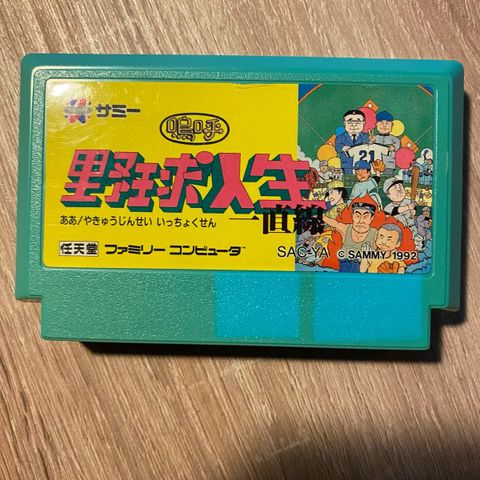 サミー
嗚呼
野球人生
一直線
ああ!やきゅうじんせい いっちょくせん
任天堂 ファミリー コンピュータ™
SAC-YA © SAMMY 1992
21